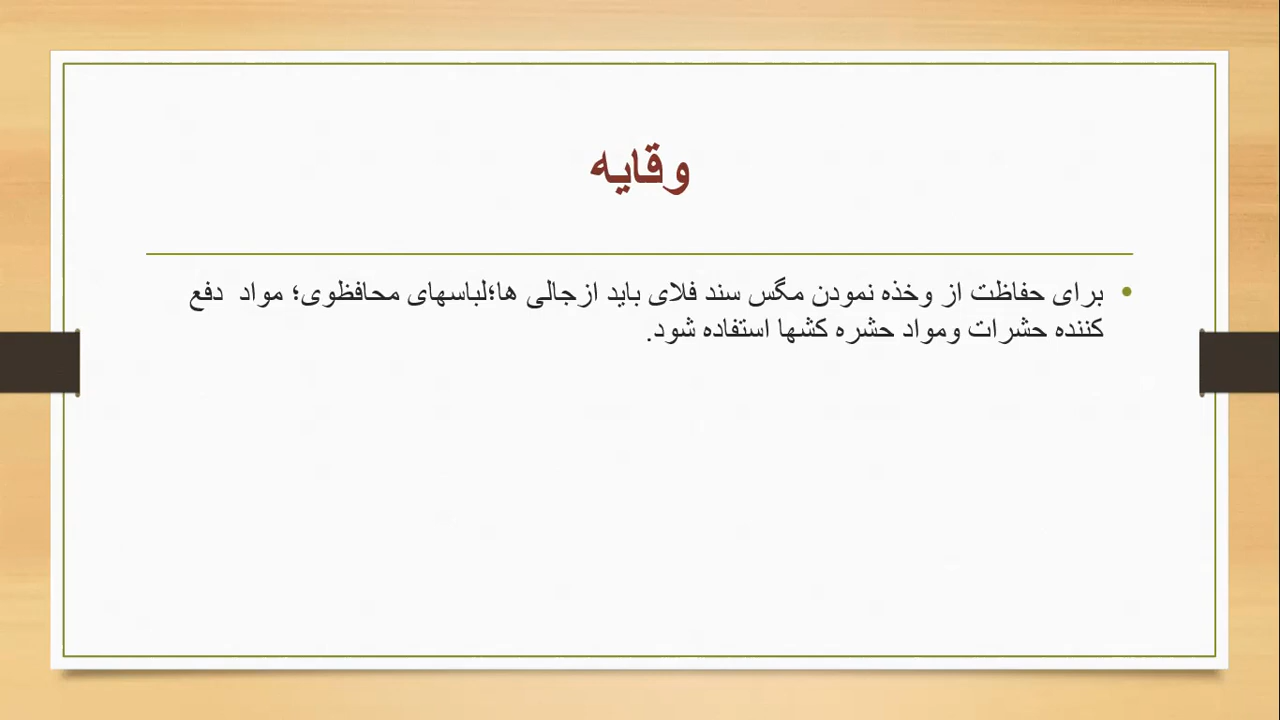 وقایه
برای حفاظت از وخذه نمودن مگس سند فلای باید ازجالی ها؛لباسهای محافظوی؛ مواد دفع
کننده حشرات ومواد حشره کشها استفاده شود.